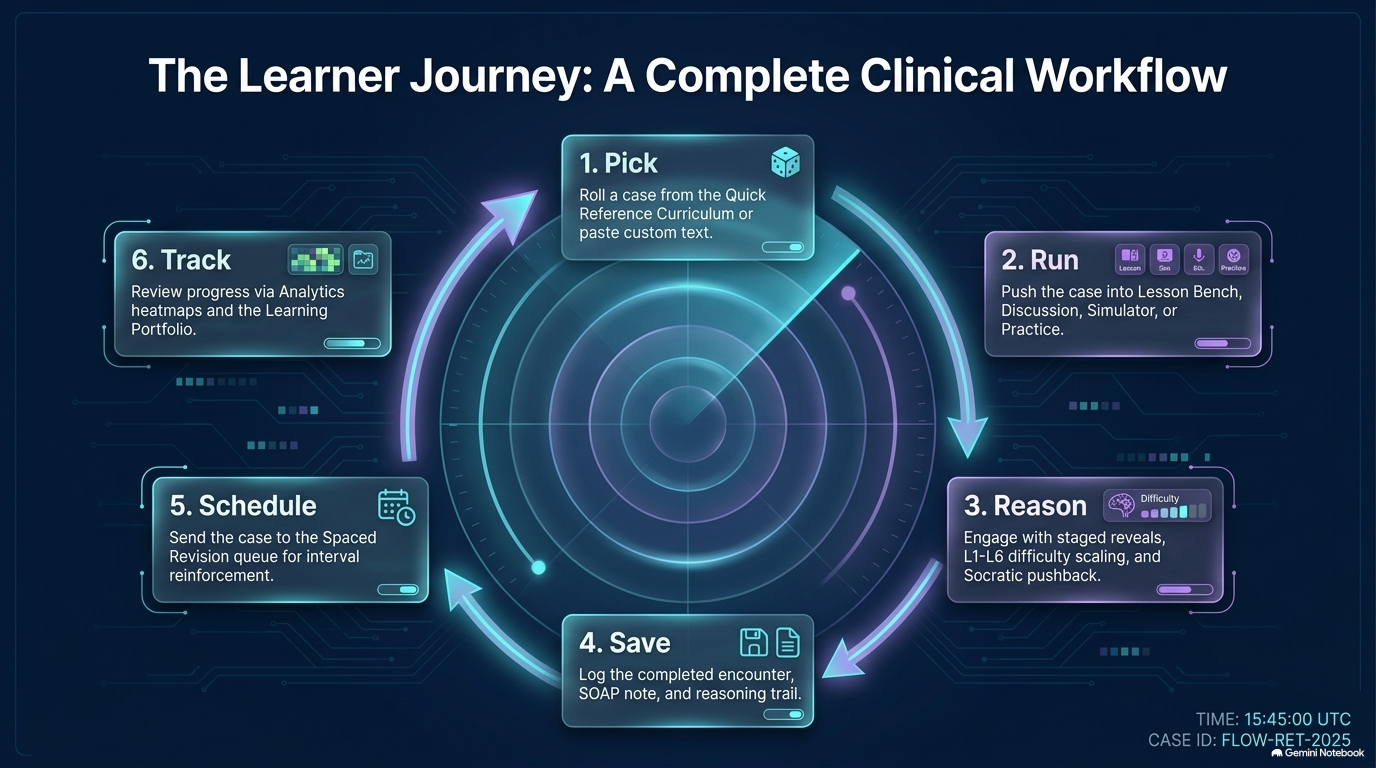 The Learner Journey: A Complete Clinical Workflow
1. Pick
Roll a case from the Quick
Reference Curriculum or
paste custom text.
2. Run
Lesson
Practice
Push the case into Lesson Bench,
Discussion, Simulator, or
Practice.
3. Reason
Difficulty
Engage with staged reveals,
L1-L6 difficulty scaling, and
Socratic pushback.
4. Save
Log the completed encounter,
SOAP note, and reasoning trail.
5. Schedule
Send the case to the Spaced
Revision queue for interval
reinforcement.
6. Track
Review progress via Analytics
heatmaps and the Learning
Portfolio.
TIME: 15:45:00 UTC
CASE ID: FLOW-RET-2025
Gemini Notebook